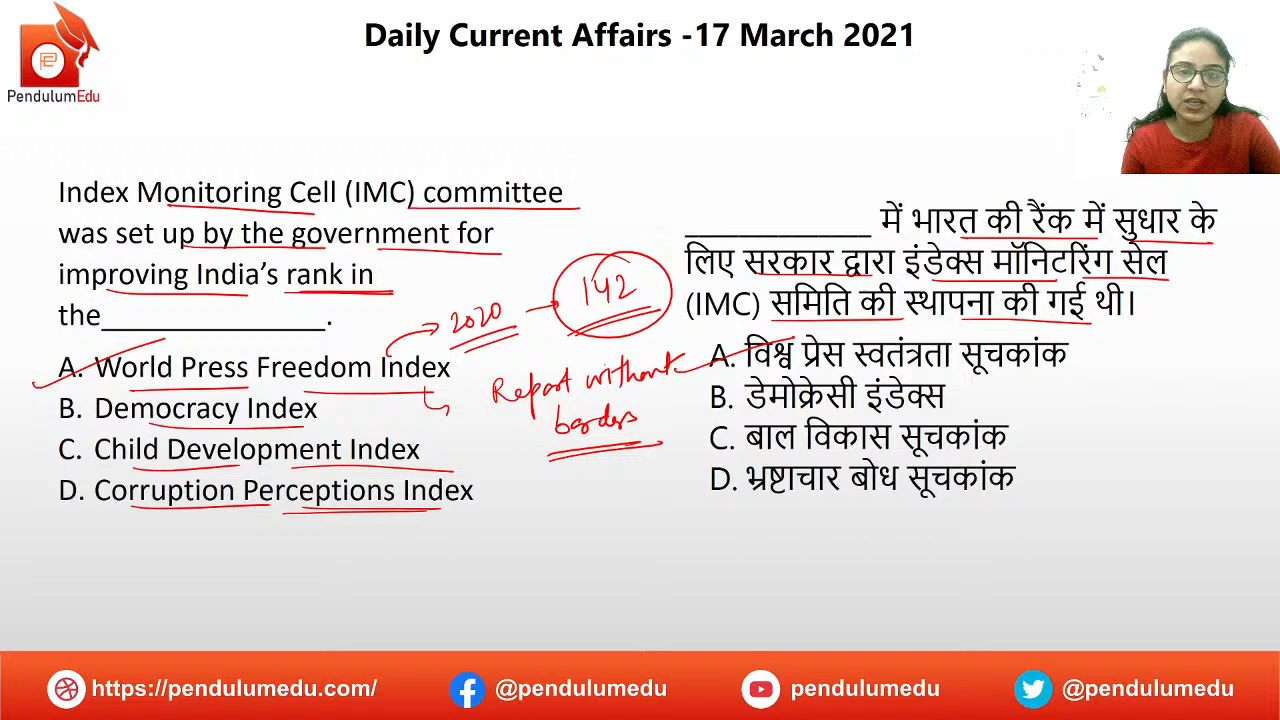 Daily Current Affairs -17 March 2021
PendulumEdu
Index Monitoring Cell (IMC) committee
was set up by the government for
improving India's rank in
the_______________.
A. World Press Freedom Index
B. Democracy Index
C. Child Development Index
D. Corruption Perceptions Index
2020
142
Report without
borders
_____________ में भारत की रैंक में सुधार के
लिए सरकार द्वारा इंडेक्स मॉनिटरिंग सेल
(IMC) समिति की स्थापना की गई थी।
A. विश्व प्रेस स्वतंत्रता सूचकांक
B. डेमोक्रेसी इंडेक्स
C. बाल विकास सूचकांक
D. भ्रष्टाचार बोध सूचकांक
https://pendulumedu.com/
@pendulumedu
pendulumedu
@pendulumedu